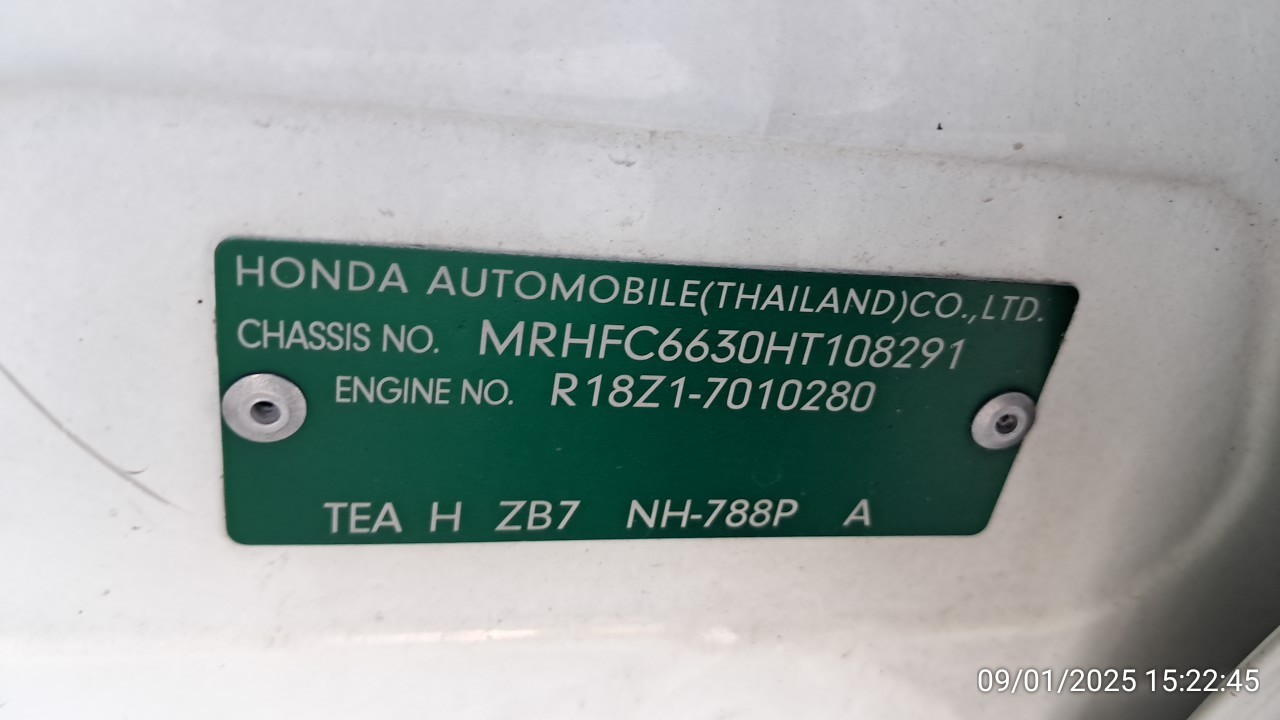 HONDA AUTOMOBILE(THAILAND)CO.,LTD.
CHASSIS NO. MRHFC6630HT108291
ENGINE NO. R18Z1-7010280
TEA H ZB7 NH-788P A
09/01/2025 15:22:45